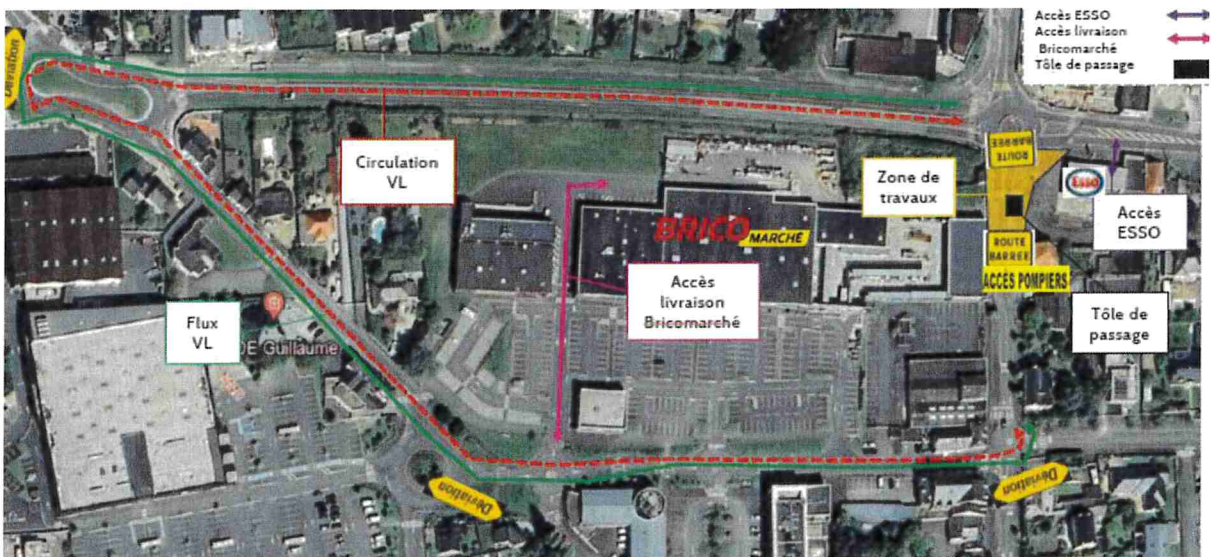 Accès ESSO
Accès livraison
Bricomarché
Tôle de passage
Déviation
Circulation
VL
Zone de
travaux
ROUTE
BARREE
ESSO
Accès
ESSO
BRICO
MARCHÉ
ROUTE
BARREE
ACCÈS POMPIERS
Accès
livraison
Bricomarché
Tôle de
passage
Flux
VL
DE Guillaume
Déviation
Déviation